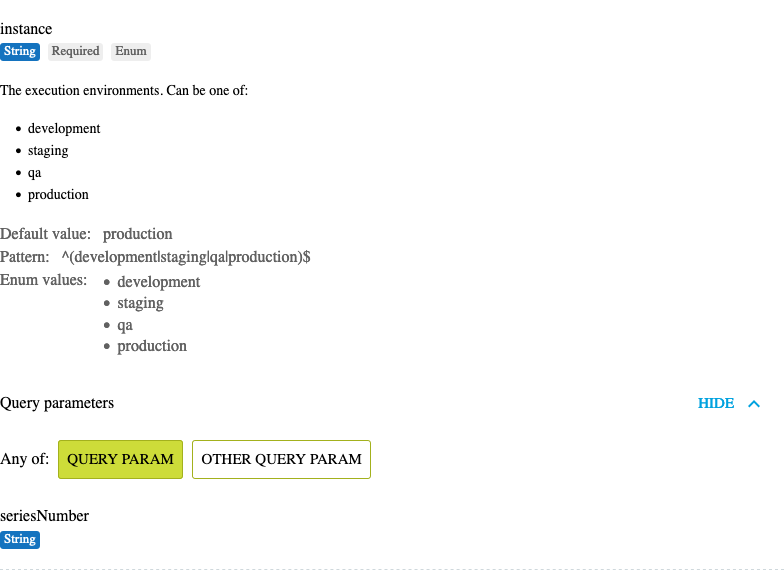 instance
String Required Enum
The execution environments. Can be one of:
• development
• staging
• qa
• production
Default value: production
Pattern: ^(development|staging|qa|production)$
Enum values: • development
• staging
• qa
• production
Query parameters HIDE
Any of: QUERY PARAM OTHER QUERY PARAM
seriesNumber
String